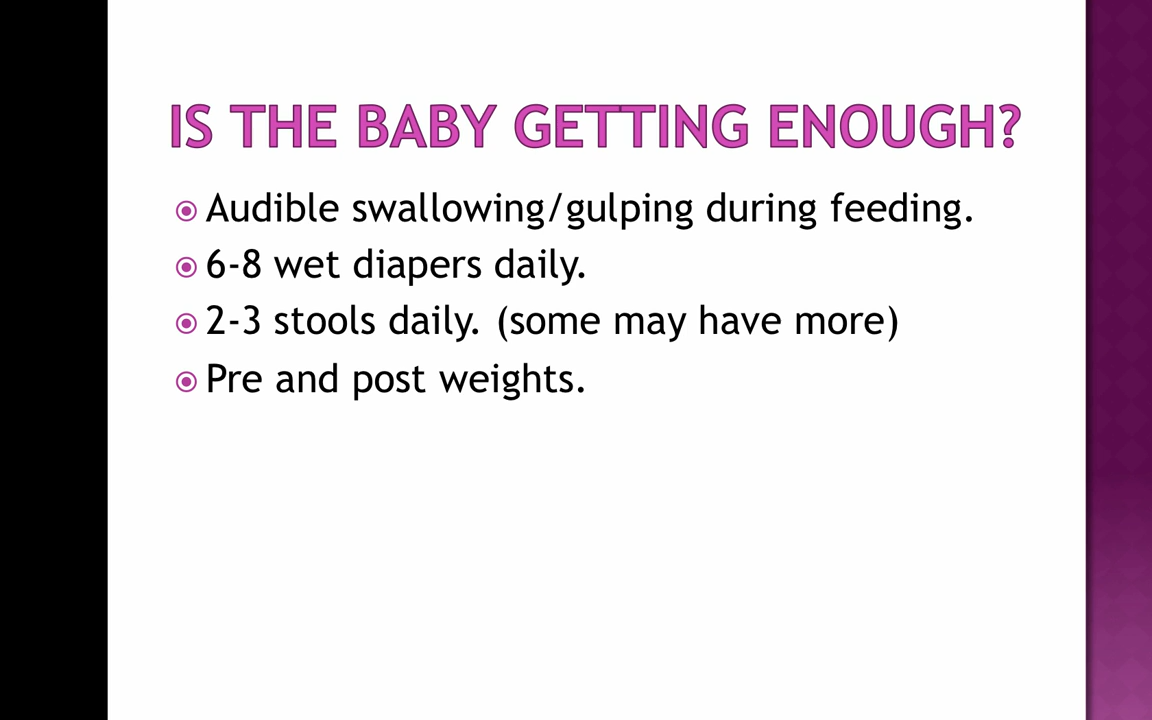 IS THE BABY GETTING ENOUGH?
Audible swallowing/gulping during feeding.
6-8 wet diapers daily.
2-3 stools daily. (some may have more)
Pre and post weights.